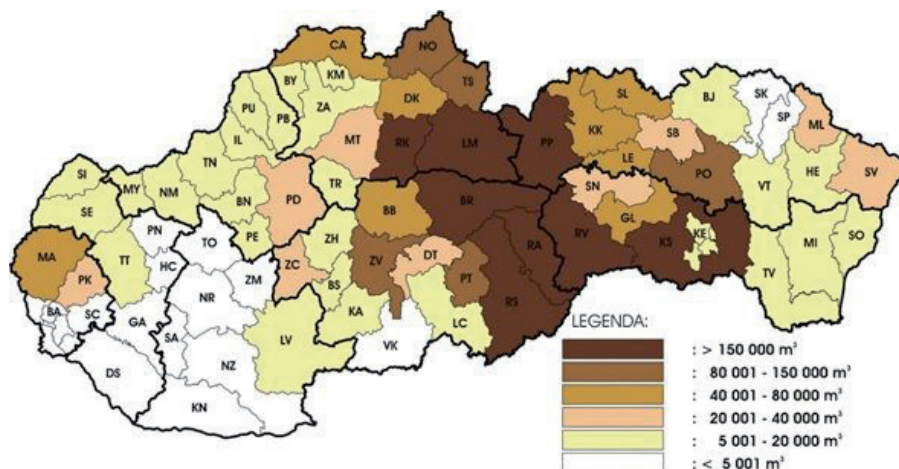 CA
NO
BY
KM
TS
PU
ZA
DK
SL
BJ
SK
PB
SP
IL
MT
RK
LM
PP
KK
SB
ML
TN
LE
PO
SI
MY
NM
BN
PD
TR
SN
VT
HE
SV
SE
PN
PE
ZH
BB
BR
RV
GL
KS
KE
SO
MA
PK
TT
HC
TO
ZC
ZV
DT
PT
RA
TV
MI
BA
SC
NR
ZM
BS
KA
LC
RS
GA
SA
LV
VK
DS
NZ
KN
LEGENDA:
: > 150 000 m³
: 80 001 - 150 000 m³
: 40 001 - 80 000 m³
: 20 001 - 40 000 m³
: 5 001 - 20 000 m³
: < 5 001 m³